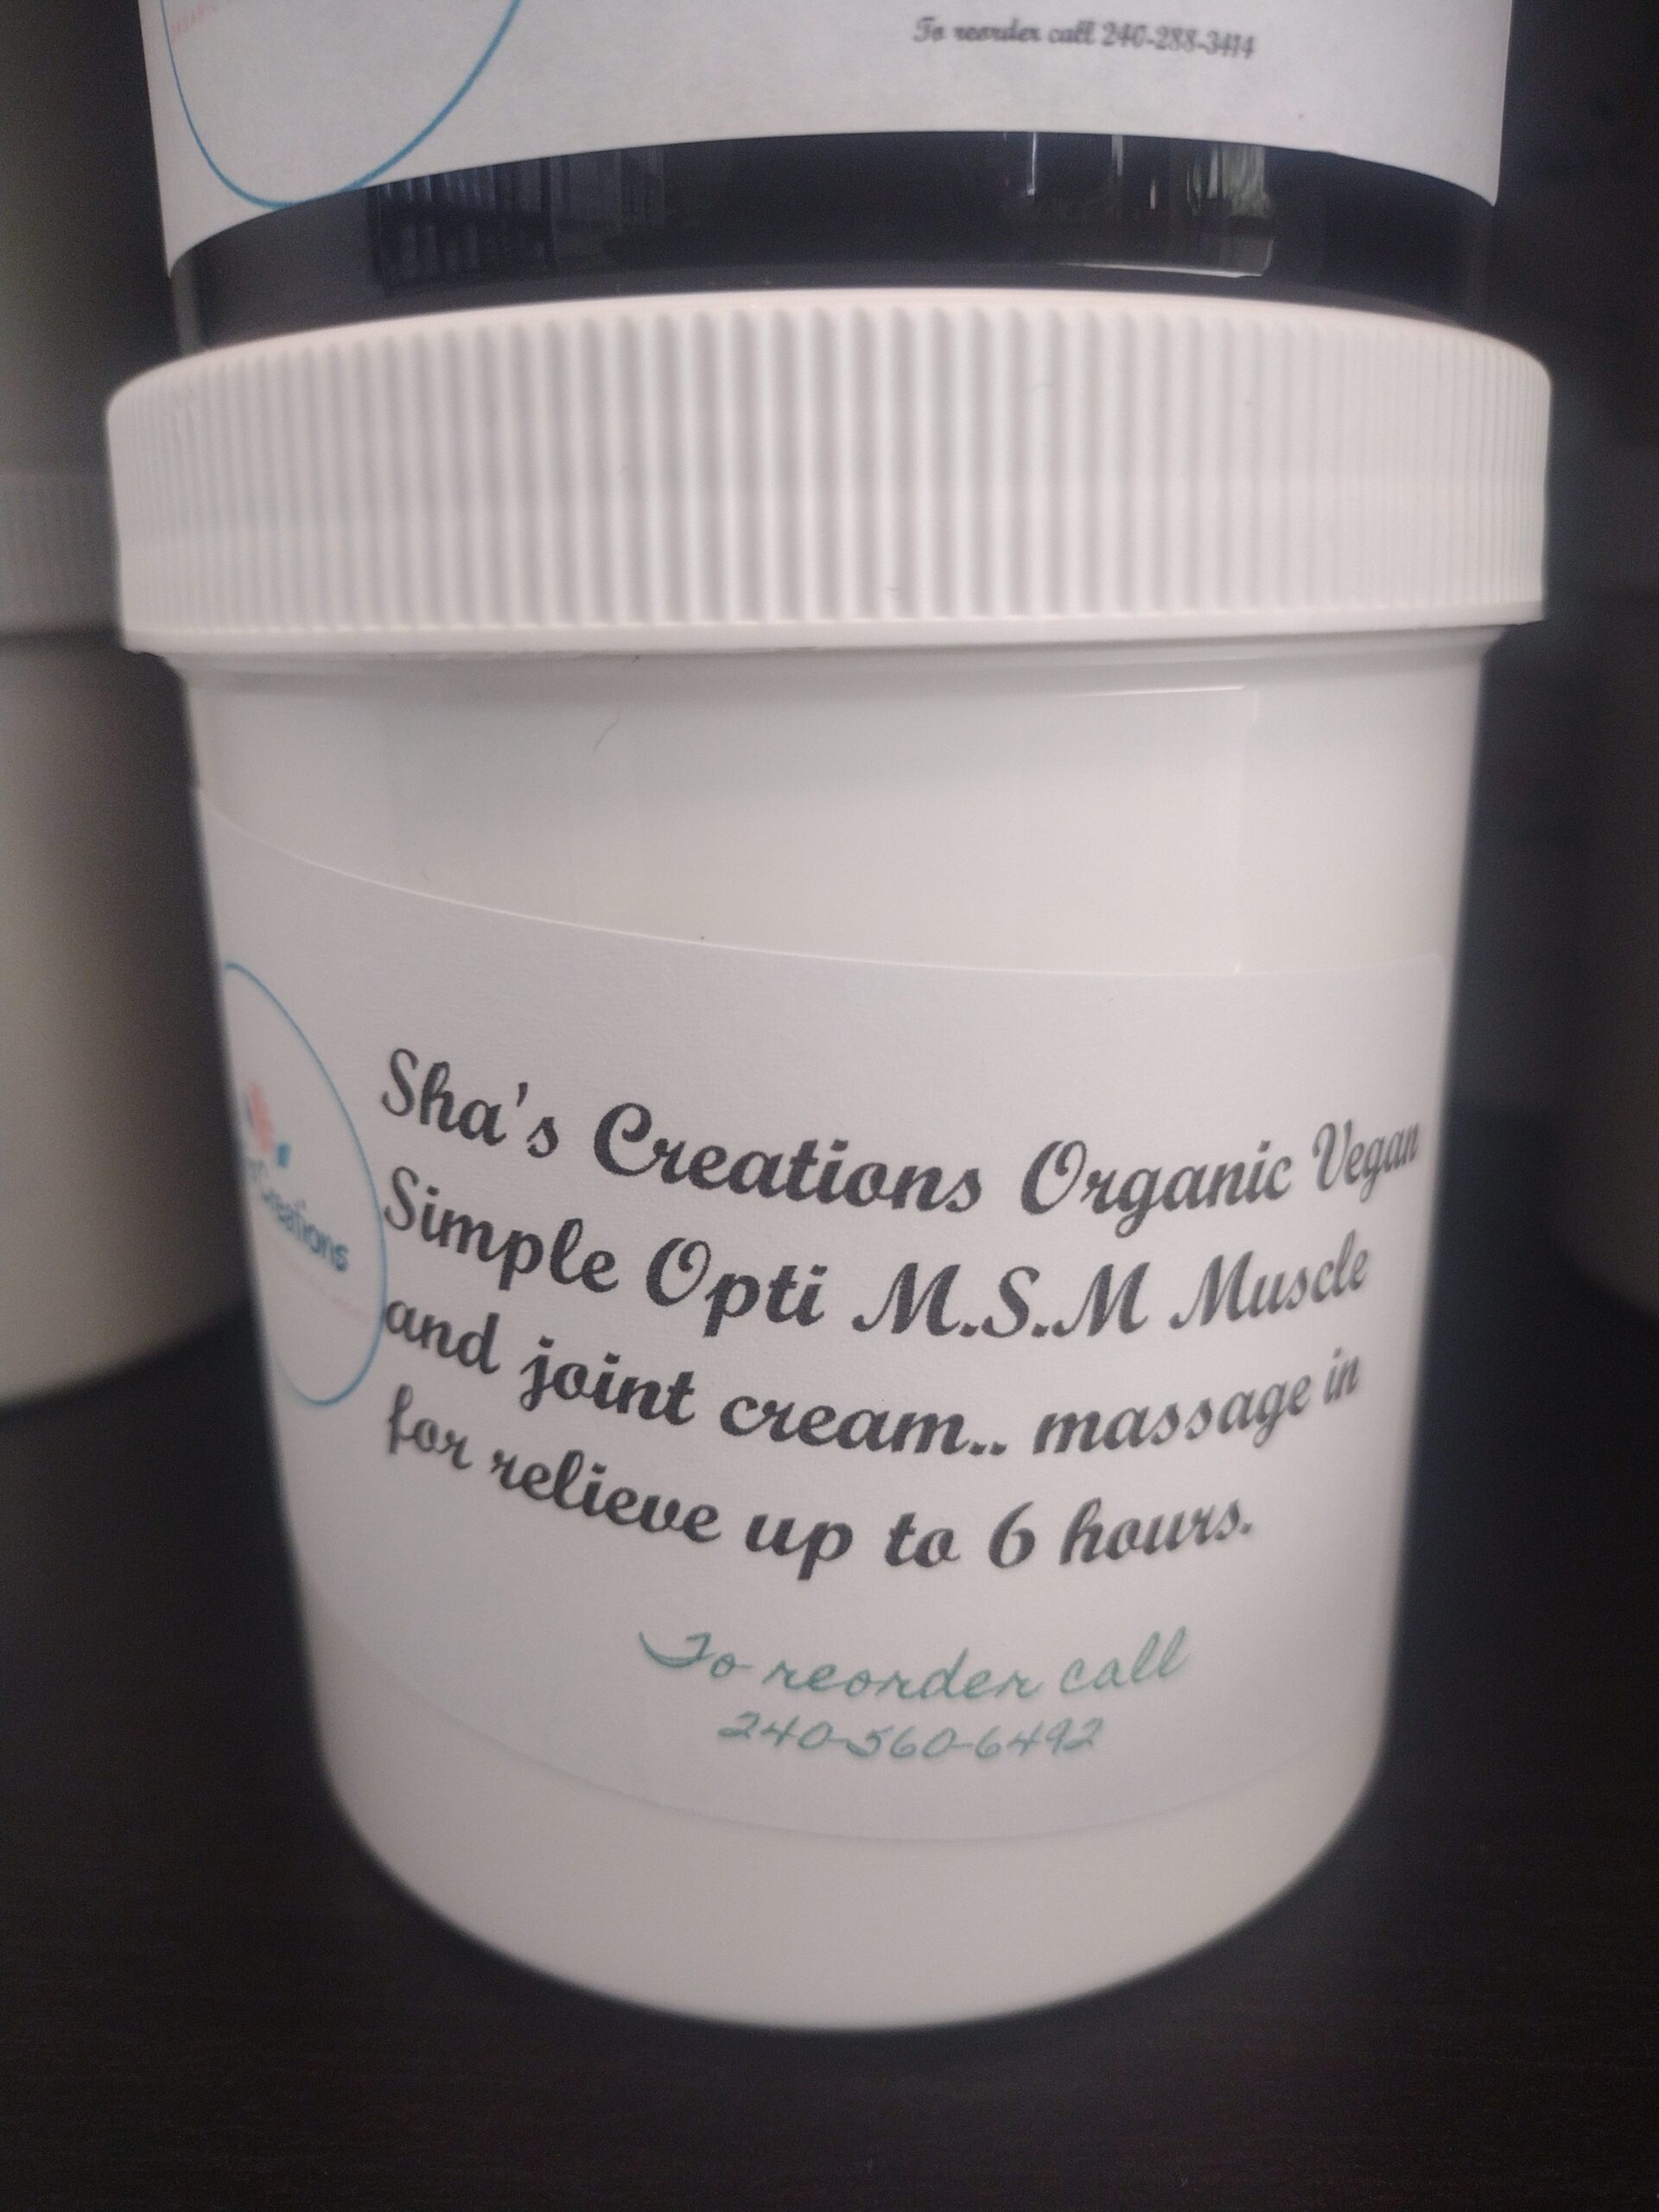 To reorder call 240-288-3414
Creations
Sha's Creations Organic Vegan
Simple Opti M.S.M Muscle
and joint cream.. massage in
for relieve up to 6 hours.
To reorder call
240-560-6492